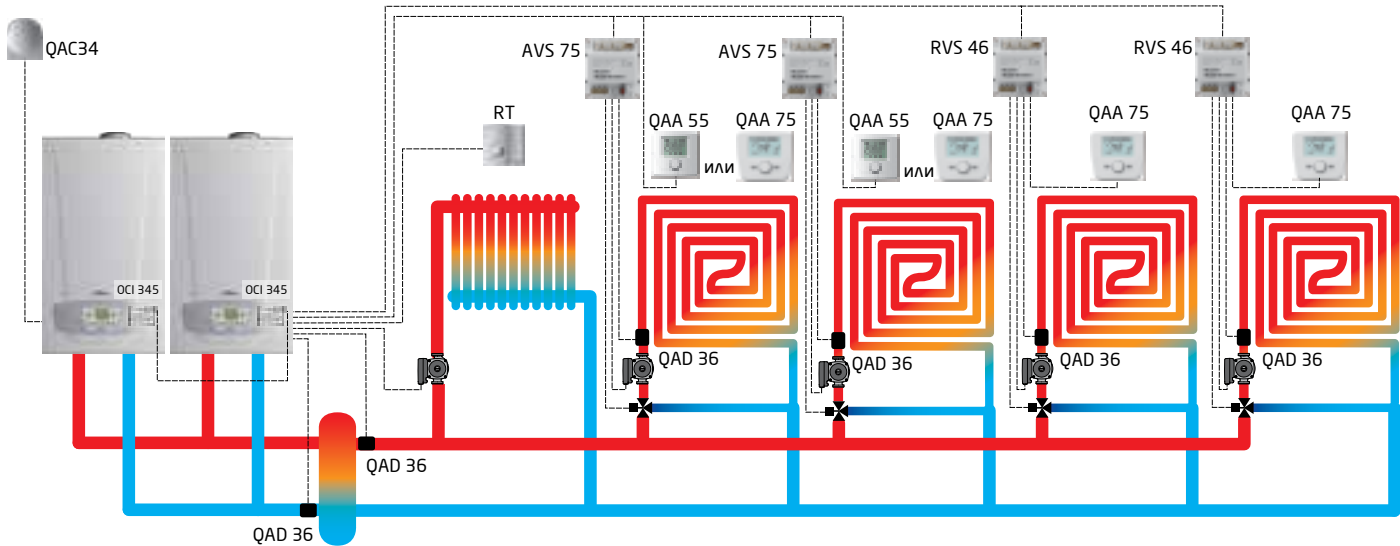 QAC34
AVS 75
AVS 75
RVS 46
RVS 46
RT
QAA 55
или
QAA 75
QAA 55
или
QAA 75
QAA 75
QAA 75
OCI 345
OCI 345
QAD 36
QAD 36
QAD 36
QAD 36
QAD 36
QAD 36